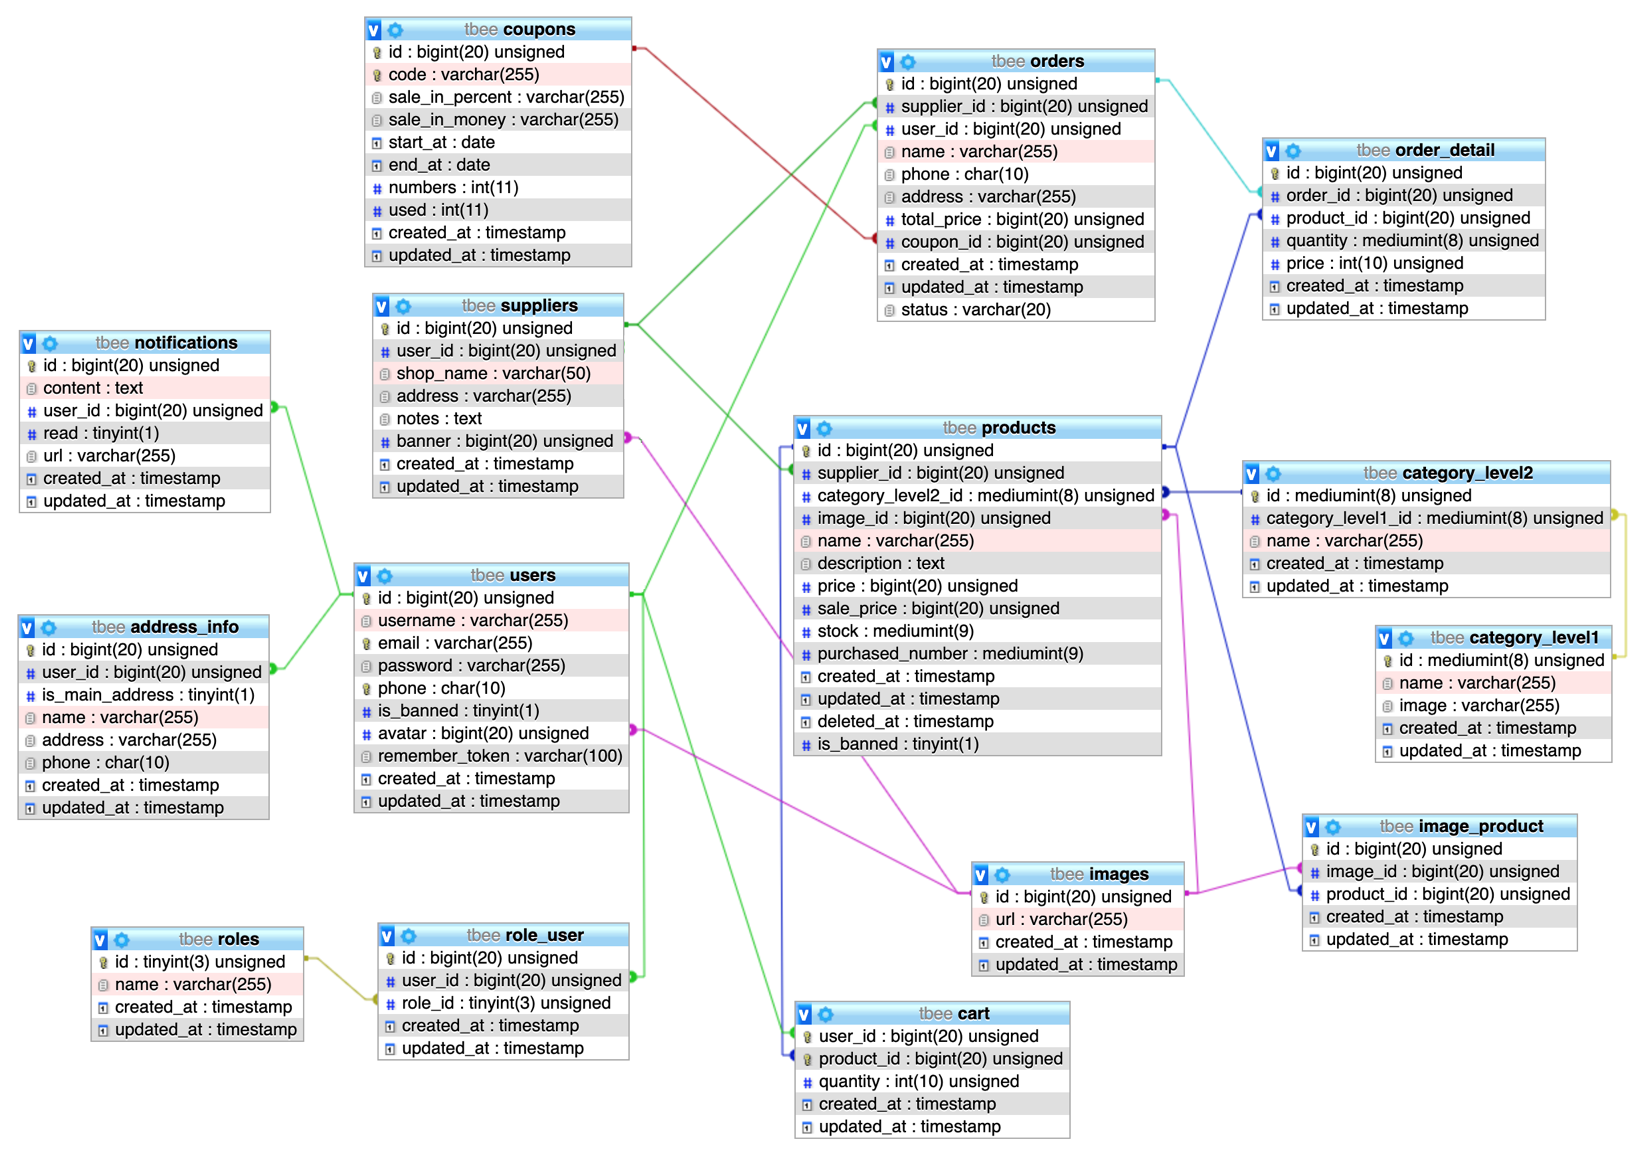 tbee coupons
id : bigint(20) unsigned
code : varchar(255)
sale_in_percent : varchar(255)
sale_in_money : varchar(255)
start_at : date
end_at : date
numbers : int(11)
used : int(11)
created_at : timestamp
updated_at : timestamp
tbee orders
id : bigint(20) unsigned
supplier_id : bigint(20) unsigned
user_id : bigint(20) unsigned
name : varchar(255)
phone : char(10)
address : varchar(255)
total_price : bigint(20) unsigned
coupon_id : bigint(20) unsigned
created_at : timestamp
updated_at : timestamp
status : varchar(20)
tbee order_detail
id : bigint(20) unsigned
order_id : bigint(20) unsigned
product_id : bigint(20) unsigned
quantity : mediumint(8) unsigned
price : int(10) unsigned
created_at : timestamp
updated_at : timestamp
tbee suppliers
id : bigint(20) unsigned
user_id : bigint(20) unsigned
shop_name : varchar(50)
address : varchar(255)
notes : text
banner : bigint(20) unsigned
created_at : timestamp
updated_at : timestamp
tbee notifications
id : bigint(20) unsigned
content : text
user_id : bigint(20) unsigned
read : tinyint(1)
url : varchar(255)
created_at : timestamp
updated_at : timestamp
tbee products
id : bigint(20) unsigned
supplier_id : bigint(20) unsigned
category_level2_id : mediumint(8) unsigned
image_id : bigint(20) unsigned
name : varchar(255)
description : text
price : bigint(20) unsigned
sale_price : bigint(20) unsigned
stock : mediumint(9)
purchased_number : mediumint(9)
created_at : timestamp
updated_at : timestamp
deleted_at : timestamp
is_banned : tinyint(1)
tbee category_level2
id : mediumint(8) unsigned
category_level1_id : mediumint(8) unsigned
name : varchar(255)
created_at : timestamp
updated_at : timestamp
tbee users
id : bigint(20) unsigned
username : varchar(255)
email : varchar(255)
password : varchar(255)
phone : char(10)
is_banned : tinyint(1)
avatar : bigint(20) unsigned
remember_token : varchar(100)
created_at : timestamp
updated_at : timestamp
tbee address_info
id : bigint(20) unsigned
user_id : bigint(20) unsigned
is_main_address : tinyint(1)
name : varchar(255)
address : varchar(255)
phone : char(10)
created_at : timestamp
updated_at : timestamp
tbee category_level1
id : mediumint(8) unsigned
name : varchar(255)
image : varchar(255)
created_at : timestamp
updated_at : timestamp
tbee image_product
id : bigint(20) unsigned
image_id : bigint(20) unsigned
product_id : bigint(20) unsigned
created_at : timestamp
updated_at : timestamp
tbee images
id : bigint(20) unsigned
url : varchar(255)
created_at : timestamp
updated_at : timestamp
tbee roles
id : tinyint(3) unsigned
name : varchar(255)
created_at : timestamp
updated_at : timestamp
tbee role_user
id : bigint(20) unsigned
user_id : bigint(20) unsigned
role_id : tinyint(3) unsigned
created_at : timestamp
updated_at : timestamp
tbee cart
user_id : bigint(20) unsigned
product_id : bigint(20) unsigned
quantity : int(10) unsigned
created_at : timestamp
updated_at : timestamp